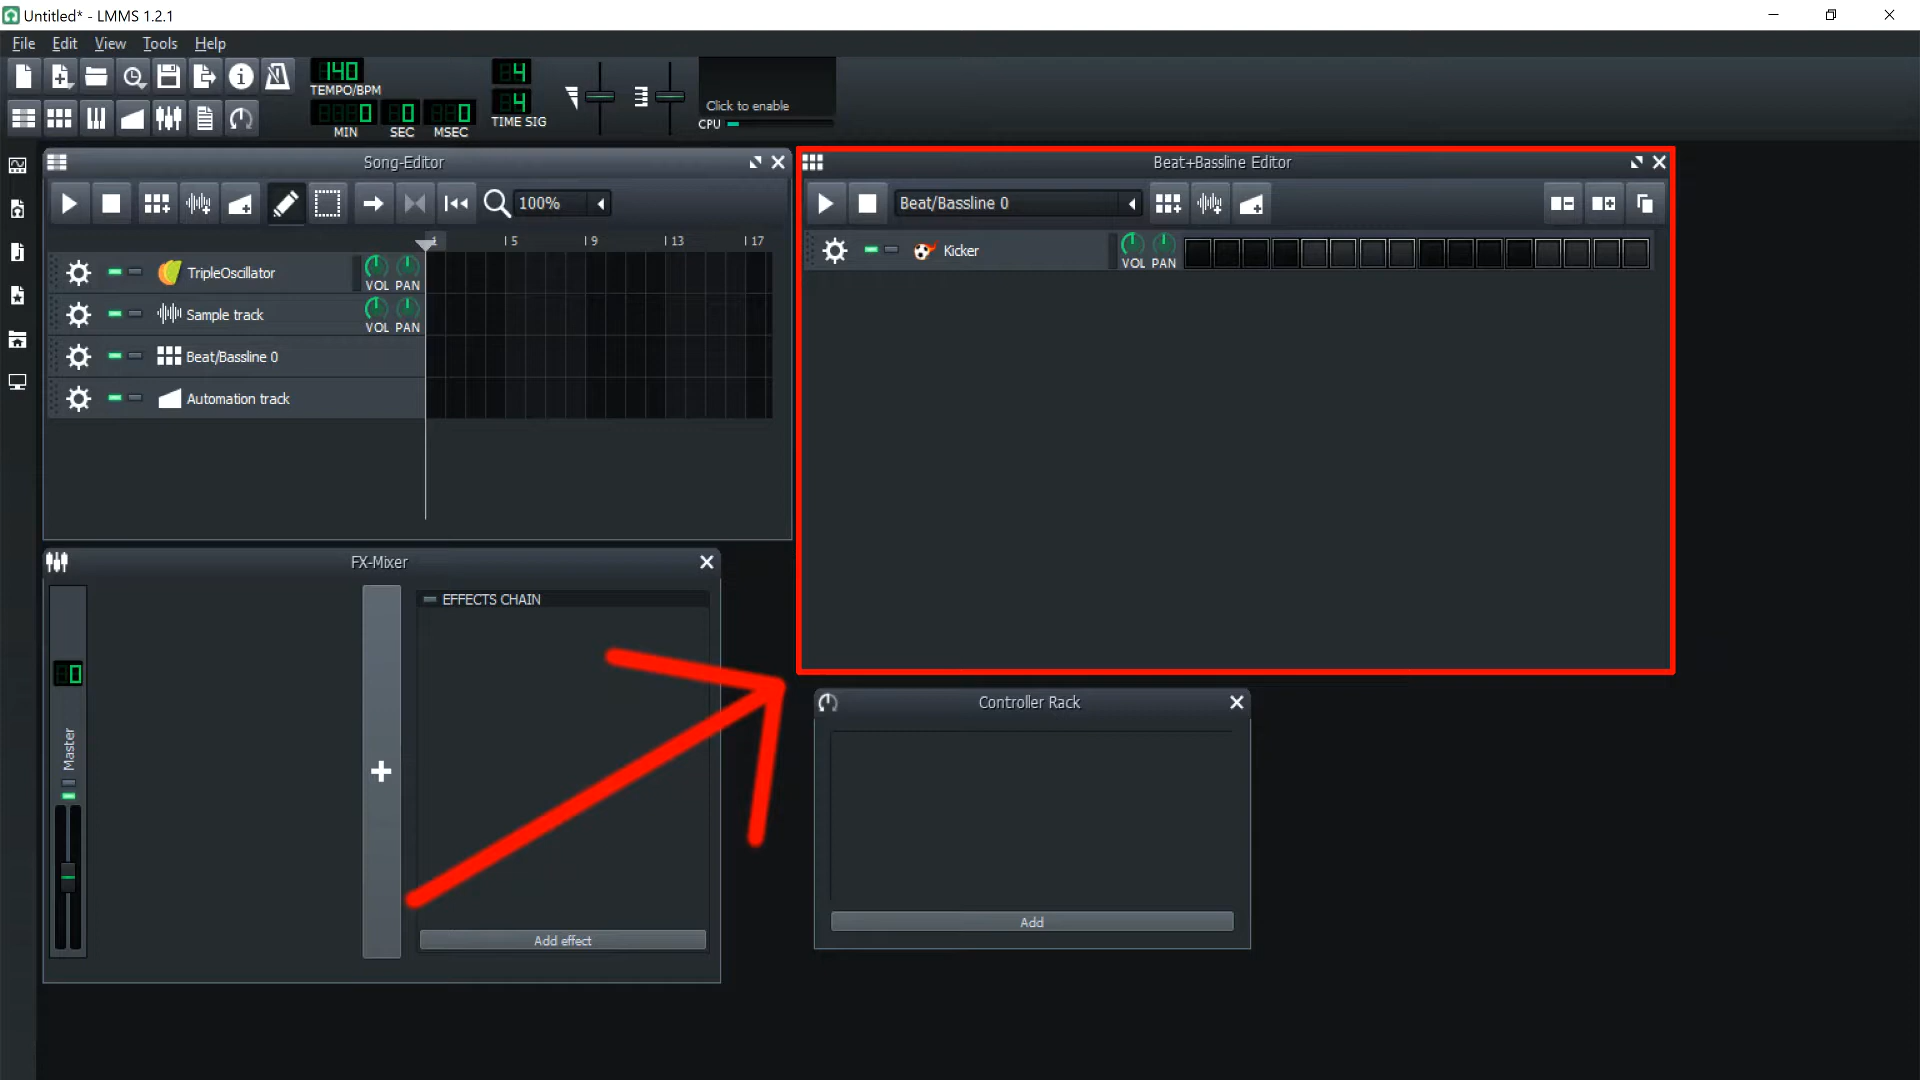 Untitled* - LMMS 1.2.1
File Edit View Tools Help
140
TEMPO/BPM
0 0 0
MIN SEC MSEC
4
4
TIME SIG
Click to enable
CPU
Song-Editor
100%
1 5 9 13 17
TripleOscillator VOL PAN
Sample track VOL PAN
Beat/Bassline 0
Automation track
Beat+Bassline Editor
Beat/Bassline 0
Kicker VOL PAN
FX-Mixer
EFFECTS CHAIN
0
Master
Add effect
Controller Rack
Add